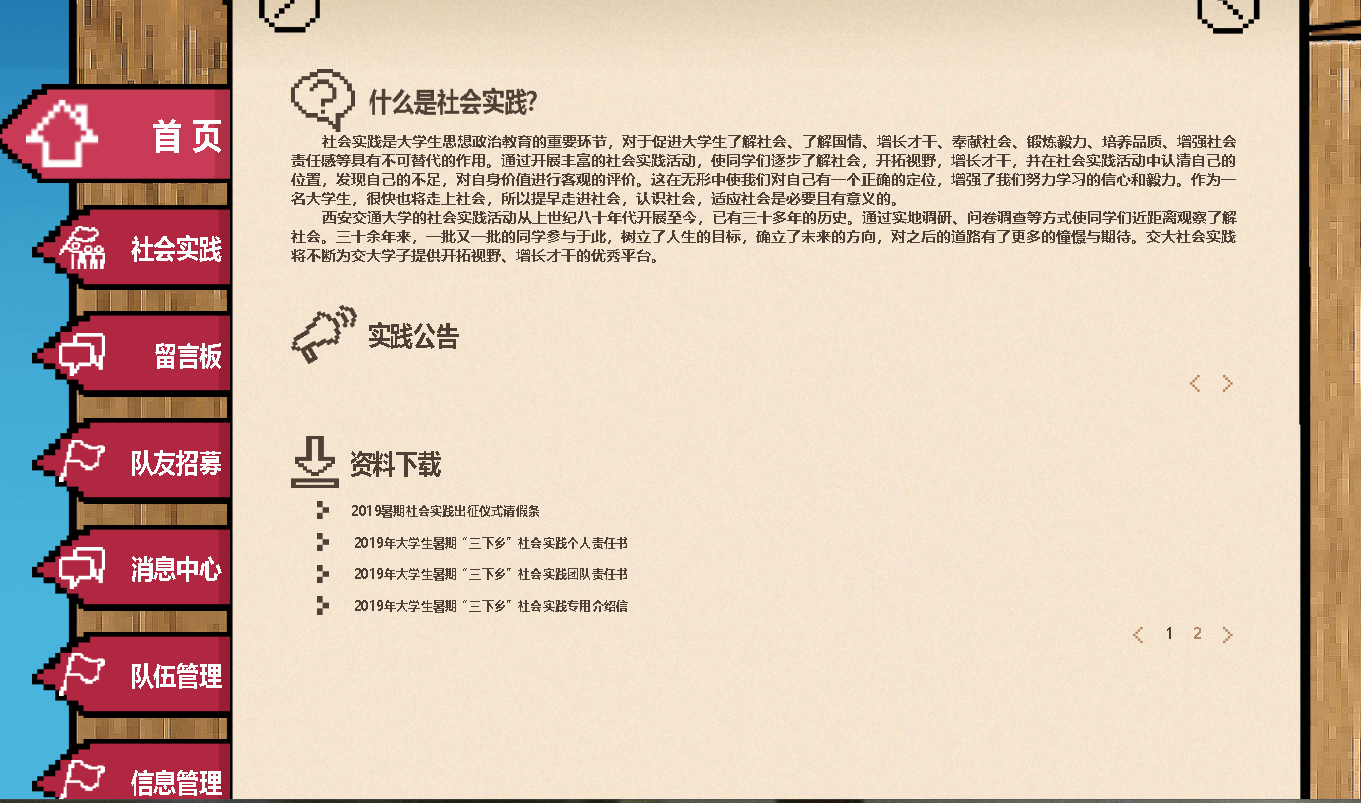 首 页
社会实践
留言板
队友招募
消息中心
队伍管理
信息管理
什么是社会实践?
社会实践是大学生思想政治教育的重要环节，对于促进大学生了解社会、了解国情、增长才干、奉献社会、锻炼毅力、培养品质、增强社会
责任感等具有不可替代的作用。通过开展丰富的社会实践活动，使同学们逐步了解社会，开拓视野，增长才干，并在社会实践活动中认清自己的
位置，发现自己的不足，对自身价值进行客观的评价。这在无形中使我们对自己有一个正确的定位，增强了我们努力学习的信心和毅力。作为一
名大学生，很快也将走上社会，所以提早走进社会，认识社会，适应社会是必要且有意义的。
西安交通大学的社会实践活动从上世纪八十年代开展至今，已有三十多年的历史。通过实地调研、问卷调查等方式使同学们近距离观察了解
社会。三十余年来，一批又一批的同学参与于此，树立了人生的目标，确立了未来的方向，对之后的道路有了更多的憧憬与期待。交大社会实践
将不断为交大学子提供开拓视野、增长才干的优秀平台。
实践公告
资料下载
2019暑期社会实践出征仪式请假条
2019年大学生暑期“三下乡”社会实践个人责任书
2019年大学生暑期“三下乡”社会实践团队责任书
2019年大学生暑期“三下乡”社会实践专用介绍信
1 2